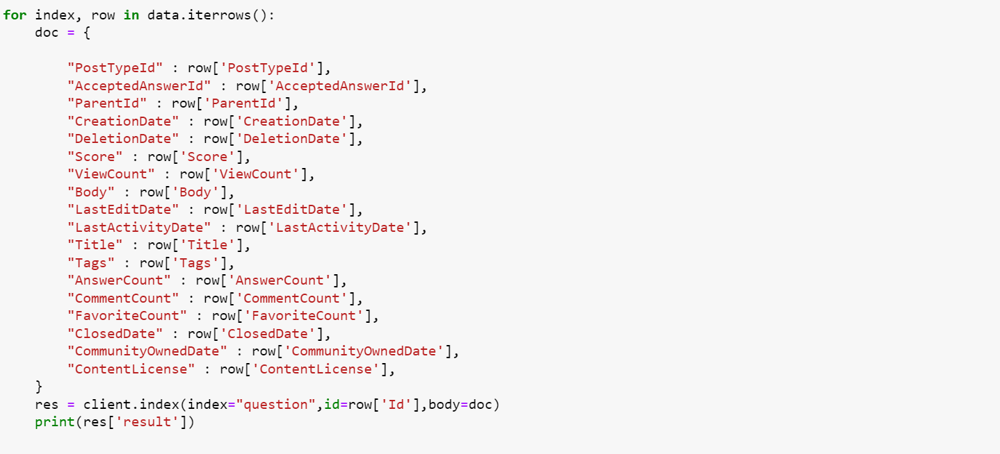 for index, row in data.iterrows():
    doc = {

        "PostTypeId" : row['PostTypeId'],
        "AcceptedAnswerId" : row['AcceptedAnswerId'],
        "ParentId" : row['ParentId'],
        "CreationDate" : row['CreationDate'],
        "DeletionDate" : row['DeletionDate'],
        "Score" : row['Score'],
        "ViewCount" : row['ViewCount'],
        "Body" : row['Body'],
        "LastEditDate" : row['LastEditDate'],
        "LastActivityDate" : row['LastActivityDate'],
        "Title" : row['Title'],
        "Tags" : row['Tags'],
        "AnswerCount" : row['AnswerCount'],
        "CommentCount" : row['CommentCount'],
        "FavoriteCount" : row['FavoriteCount'],
        "ClosedDate" : row['ClosedDate'],
        "CommunityOwnedDate" : row['CommunityOwnedDate'],
        "ContentLicense" : row['ContentLicense'],
    }
    res = client.index(index="question",id=row['Id'],body=doc)
    print(res['result'])